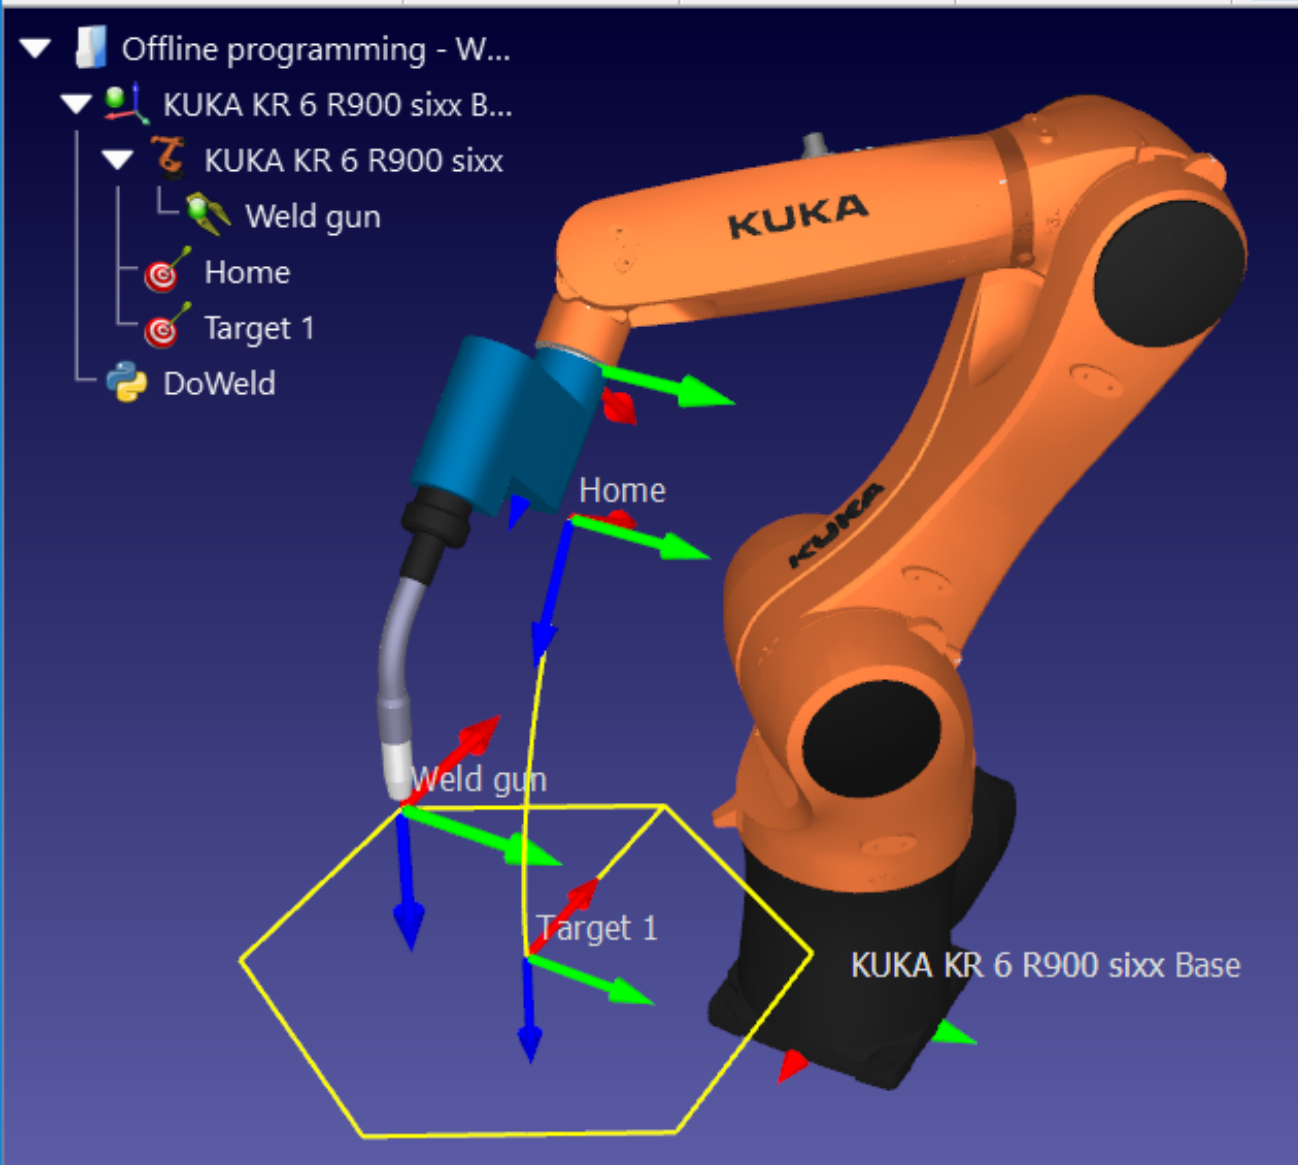 Offline programming - W...
KUKA KR 6 R900 sixx B...
KUKA KR 6 R900 sixx
Weld gun
Home
Target 1
DoWeld
KUKA
Home
KUKA
Weld gun
Target 1
KUKA KR 6 R900 sixx Base